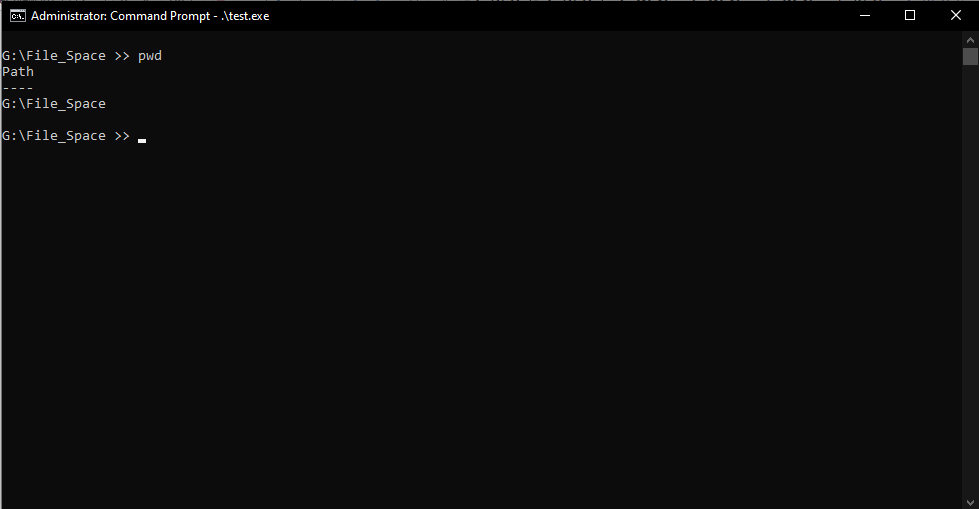 Administrator: Command Prompt - .\test.exe
G:\File_Space >> pwd
Path
----
G:\File_Space
G:\File_Space >>